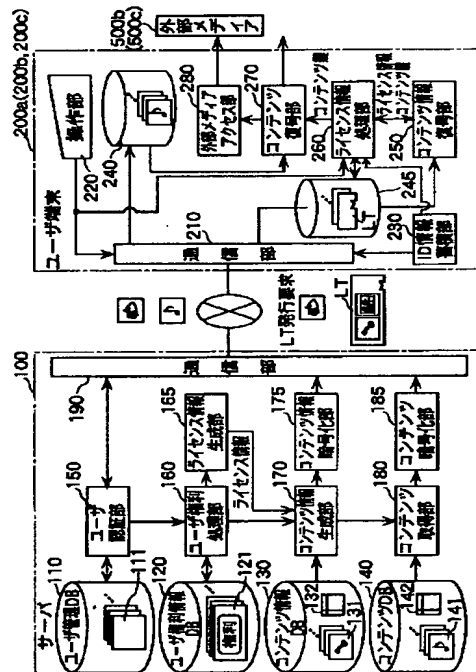 200a(200b, 200c)
ユーザ端末
操作部
220
240
500b
(500c)
外部メディア
280
外部メディア
アクセス部
270
コンテンツ
復号部
コンテンツ鍵
260
ライセンス情報
処理部
ライセンス情報
コンテンツ鍵
250
コンテンツ情報
復号部
245
LT
230
ID情報
蓄積部
210
通信部
LT発行要求
LT
100
サーバ
190
通信部
110
ユーザ管理DB
111
150
ユーザ
認証部
120
ユーザ権利情報
DB
権利
121
160
ユーザ権利
処理部
165
ライセンス情報
生成部
ライセンス情報
130
コンテンツ情報
DB
132
131
170
コンテンツ情報
生成部
175
コンテンツ情報
暗号化部
140
コンテンツDB
142
141
180
コンテンツ
取得部
185
コンテンツ
暗号化部